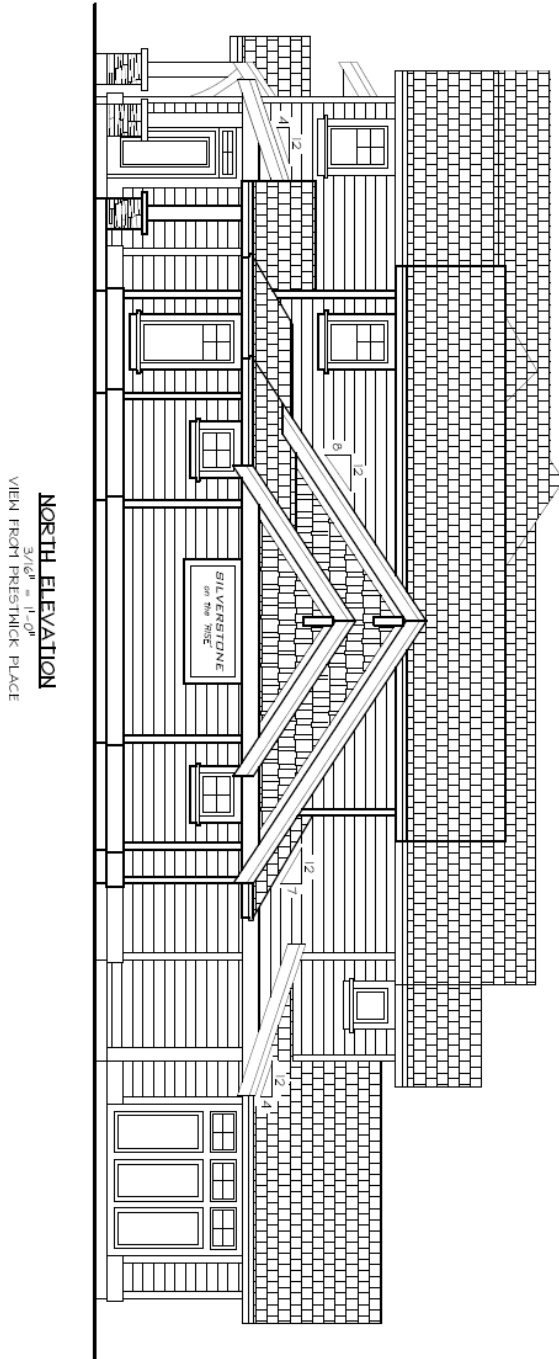 4
12
8
12
SILVERSTONE
on the 'RISE'
12
7
12
4
NORTH ELEVATION
3/16" = 1'-0"
VIEW FROM PRESTWICK PLACE